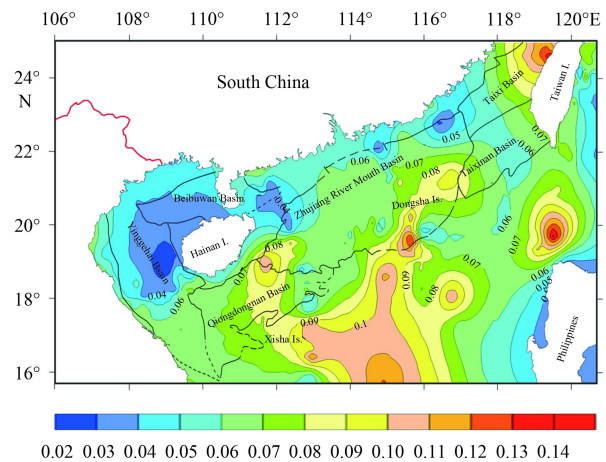 106° 108° 110° 112° 114° 116° 118° 120°E
24°
N
22°
20°
18°
16°
South China
Taixi Basin
Taiwan I.
0.05
0.07
0.06
0.06
0.07
Taixinan Basin
Zhujiang River Mouth Basin
0.08
Beibuwan Basin
0.04
Dongsha Is.
0.06
Yinggehai Basin
Hainan I.
0.08
0.07
0.07
0.07
0.06
0.05
0.04
0.06
0.09
0.08
Qiongdongnan Basin
0.09
0.1
Xisha Is.
Philippines
0.02 0.03 0.04 0.05 0.06 0.07 0.08 0.09 0.10 0.11 0.12 0.13 0.14